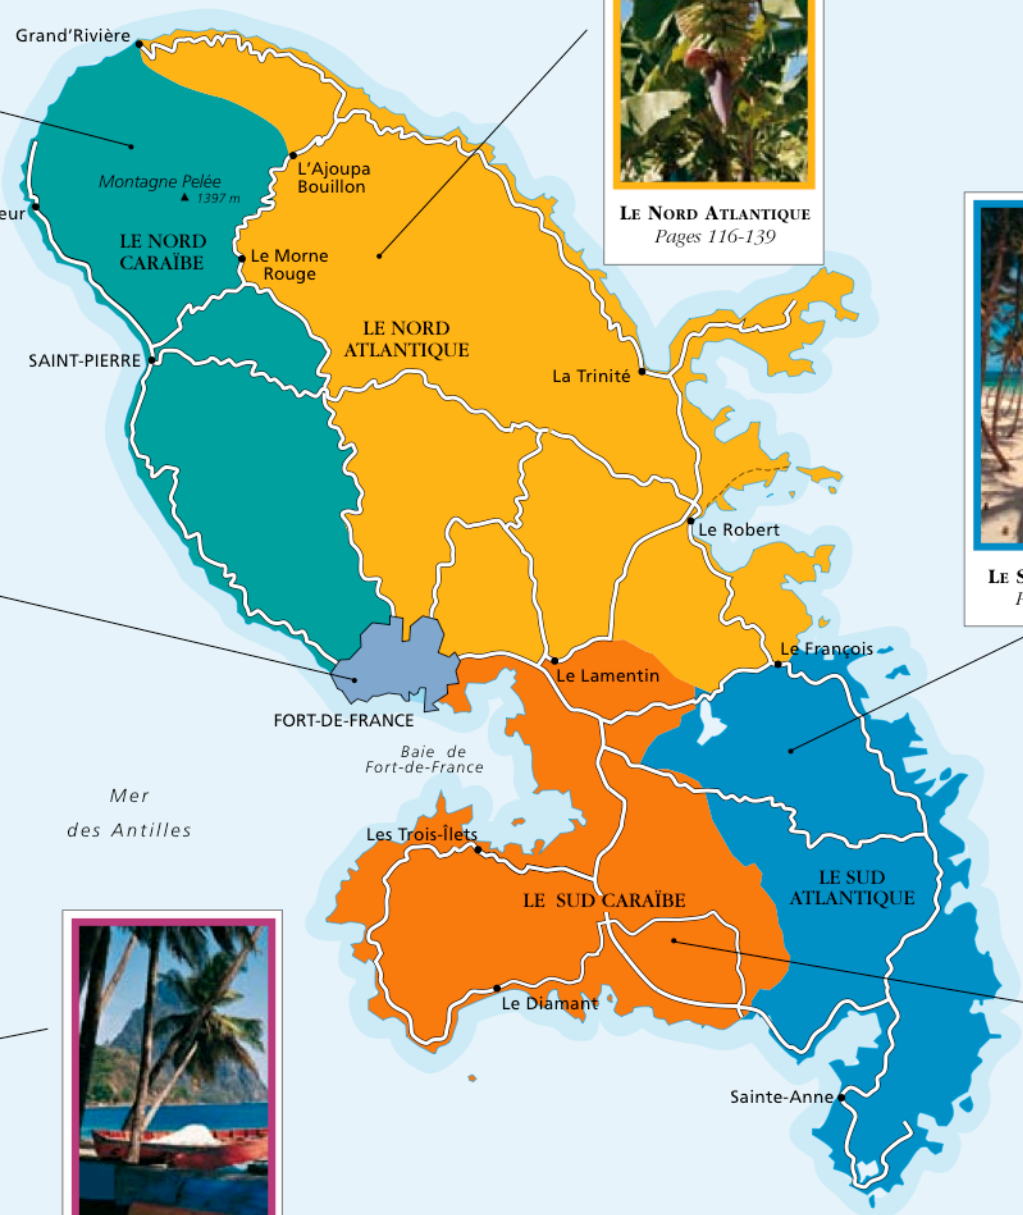 Grand'Rivière
L'Ajoupa
Bouillon
Montagne Pelée
1397 m
eur
LE NORD
CARAÏBE
Le Morne
Rouge
LE NORD ATLANTIQUE
Pages 116-139
LE NORD
ATLANTIQUE
SAINT-PIERRE
La Trinité
Le Robert
LE S
P
Le François
Le Lamentin
FORT-DE-FRANCE
Baie de
Fort-de-France
Mer
des Antilles
Les Trois-Îlets
LE SUD
ATLANTIQUE
LE SUD CARAÏBE
Le Diamant
Sainte-Anne